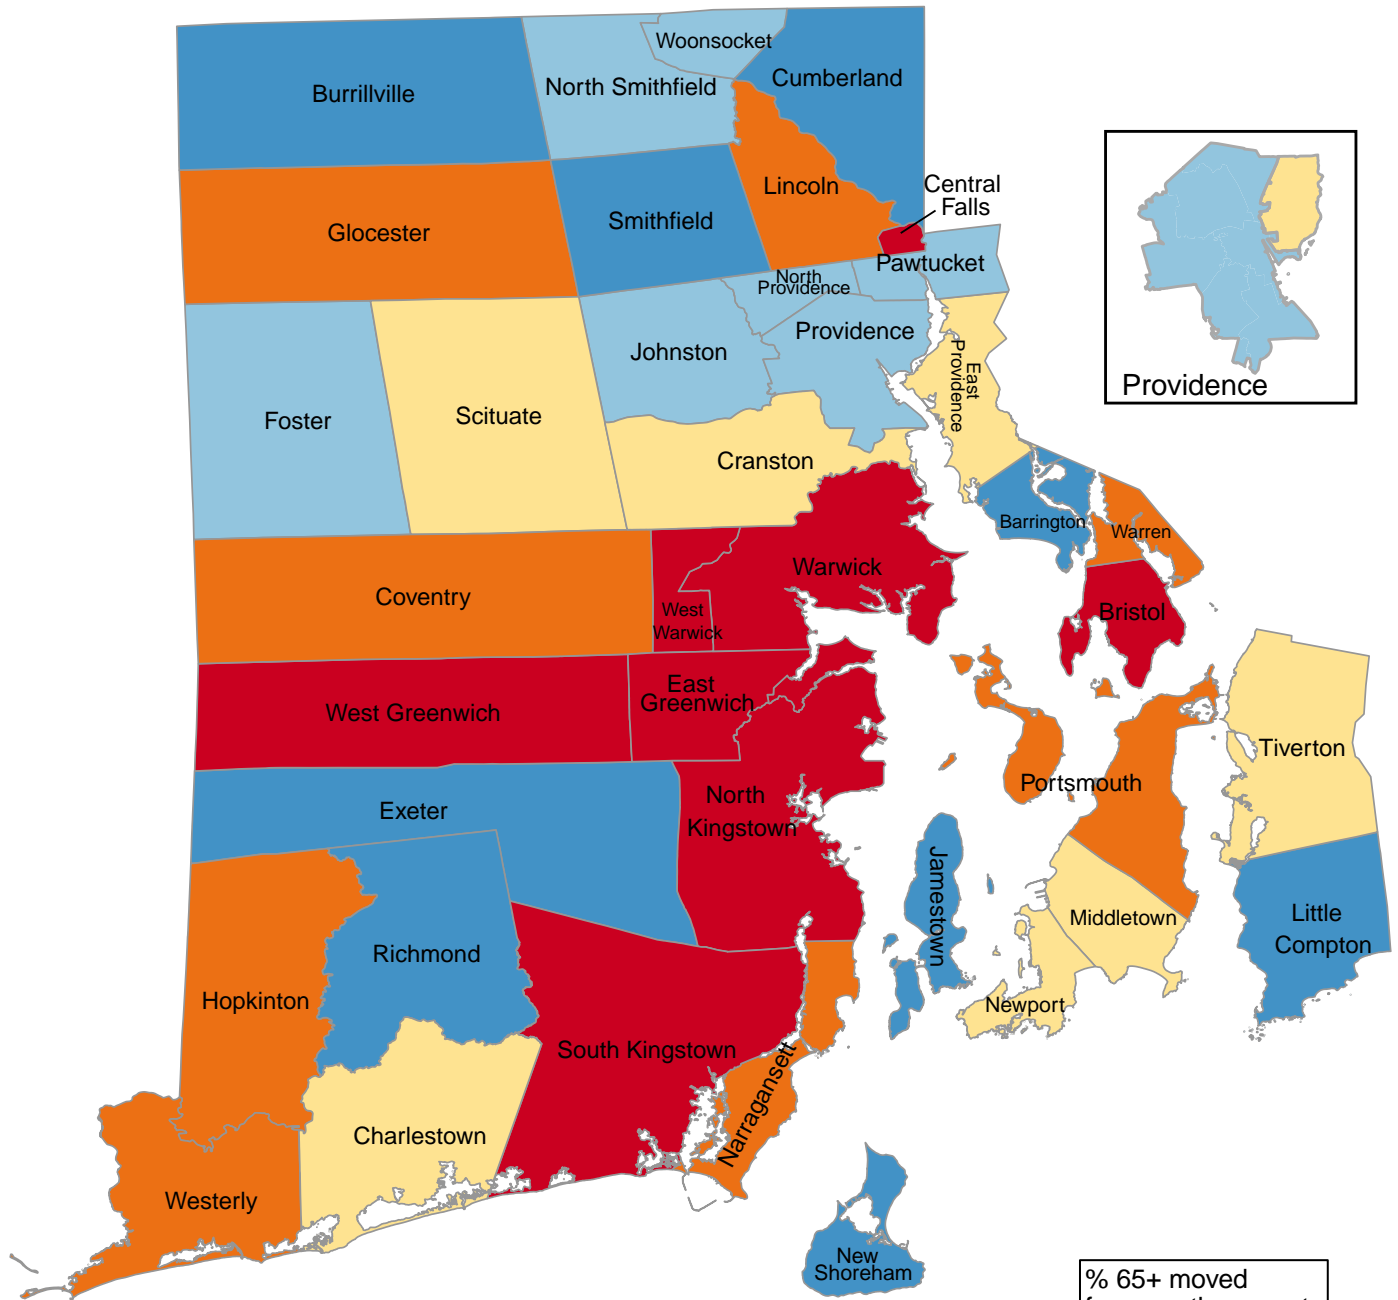 Woonsocket
Cumberland
North Smithfield
Burrillville
Lincoln
Central
Falls
Smithfield
Glocester
Pawtucket
North
Providence
Providence
Johnston
East
Providence
Providence
Foster
Scituate
Cranston
Barrington
Warren
Warwick
Coventry
West
Warwick
Bristol
East
Greenwich
West Greenwich
Tiverton
Portsmouth
North
Kingstown
Exeter
Jamestown
Middletown
Little
Compton
Richmond
Hopkinton
Newport
South Kingstown
Narragansett
Charlestown
Westerly
New
Shoreham
% 65+ moved